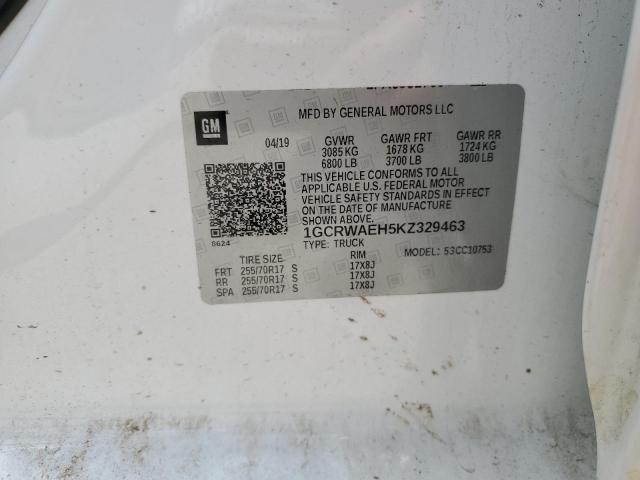 GM
MFD BY GENERAL MOTORS LLC
04/19 GVWR GAWR FRT GAWR RR
3085 KG 1678 KG 1724 KG
6800 LB 3700 LB 3800 LB
THIS VEHICLE CONFORMS TO ALL
APPLICABLE U.S. FEDERAL MOTOR
VEHICLE SAFETY STANDARDS IN EFFECT
ON THE DATE OF MANUFACTURE
SHOWN ABOVE.
1GCRWAEH5KZ329463
8624 TYPE: TRUCK MODEL: 53CC10753
TIRE SIZE RIM
FRT 255/70R17 S 17X8J
RR 255/70R17 S 17X8J
SPA 255/70R17 S 17X8J